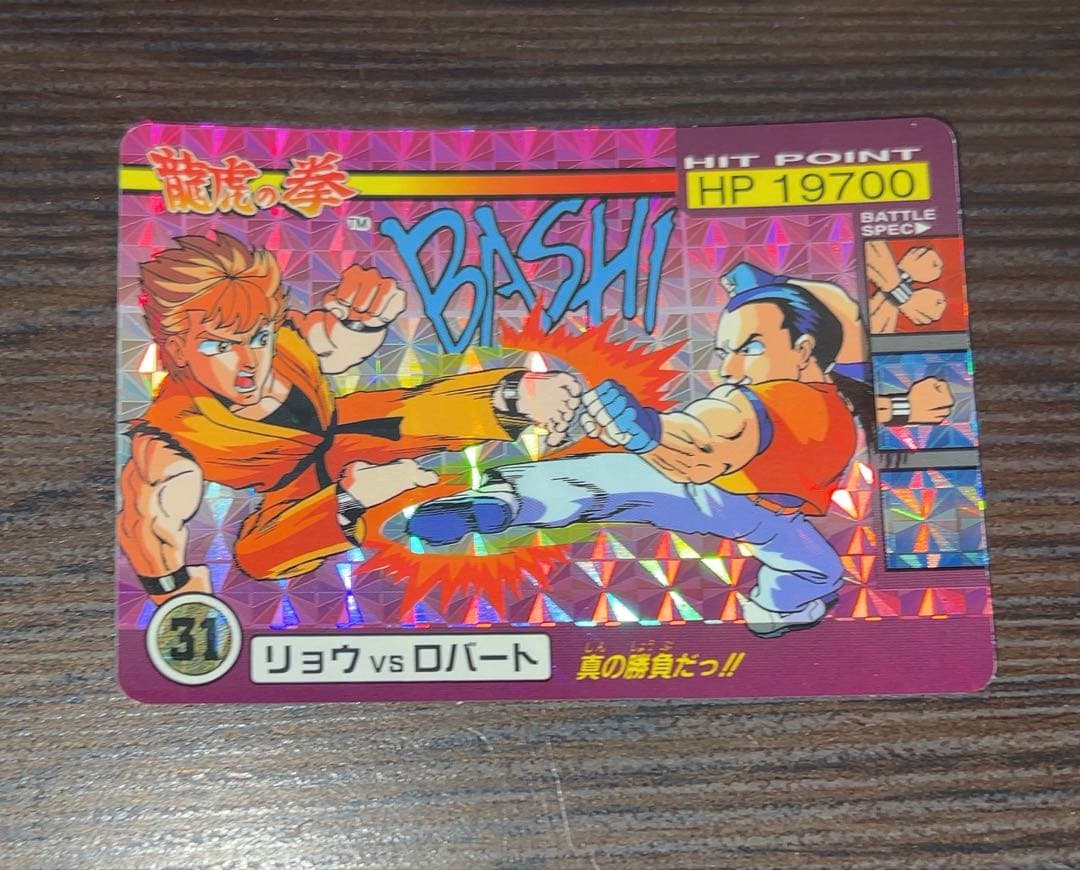 龍虎の拳
TM
HIT POINT
HP 19700
BATTLE
SPEC▶
BASHI
31
リョウ VS ロバート
しん しょうぶ
真の勝負だっ!!